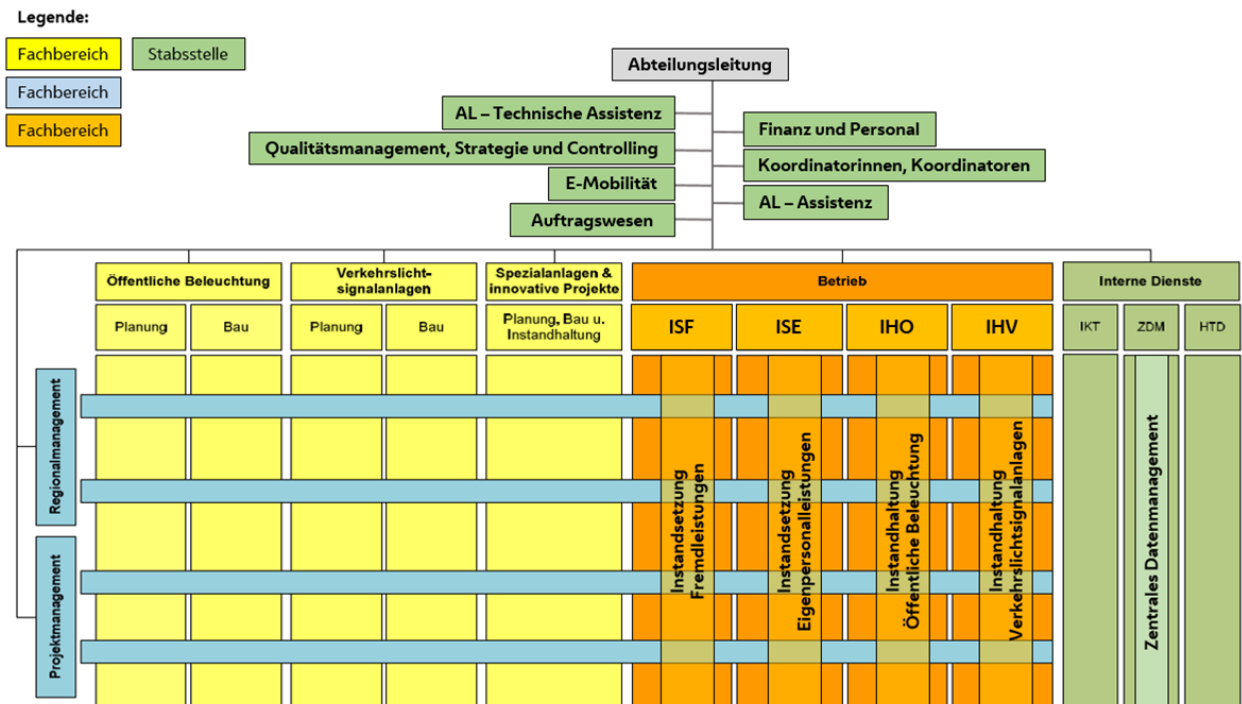 Legende:
Fachbereich
Stabsstelle
Fachbereich
Fachbereich
Abteilungsleitung
AL – Technische Assistenz
Finanz und Personal
Qualitätsmanagement, Strategie und Controlling
Koordinatorinnen, Koordinatoren
E-Mobilität
AL – Assistenz
Auftragswesen
Öffentliche Beleuchtung
Verkehrslicht-
signalanlagen
Spezialanlagen &
innovative Projekte
Betrieb
Interne Dienste
Planung
Bau
Planung
Bau
Planung, Bau u.
Instandhaltung
ISF
ISE
IHO
IHV
IKT
ZDM
HTD
Regionalmanagement
Projektmanagement
Instandsetzung
Fremdleistungen
Instandsetzung
Eigenpersonalleistungen
Instandhaltung
Öffentliche Beleuchtung
Instandhaltung
Verkehrslichtsignalanlagen
Zentrales Datenmanagement